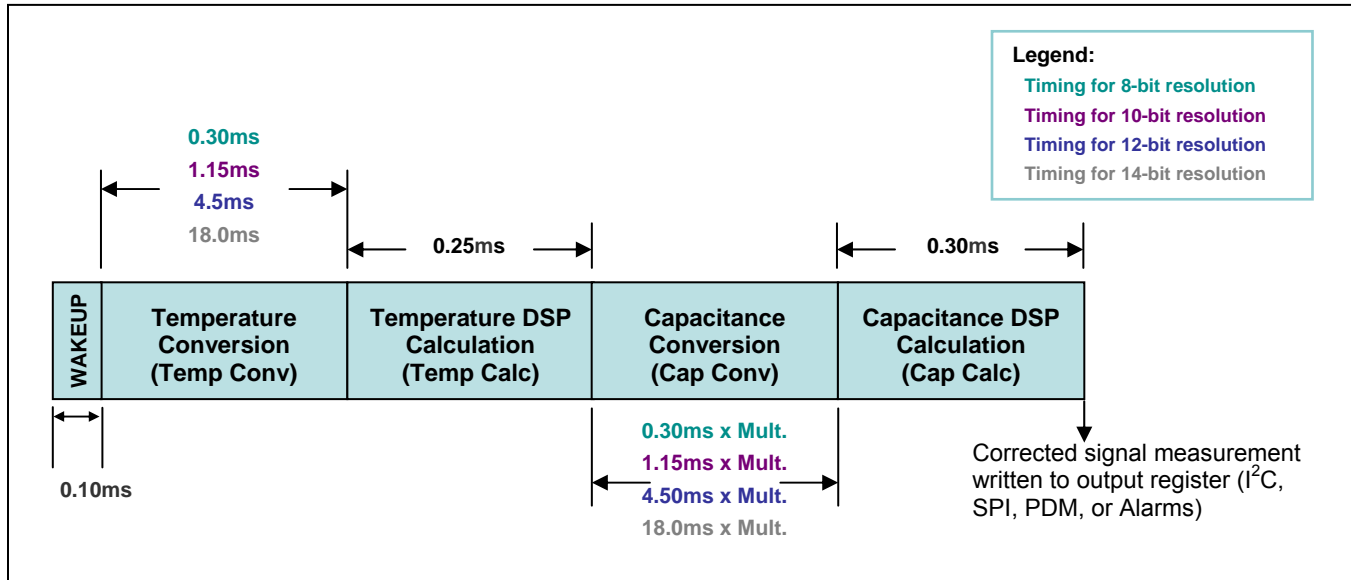 Legend:
Timing for 8-bit resolution
Timing for 10-bit resolution
Timing for 12-bit resolution
Timing for 14-bit resolution
0.30ms
1.15ms
4.5ms
18.0ms
0.25ms
0.30ms
WAKEUP
Temperature
Conversion
(Temp Conv)
Temperature DSP
Calculation
(Temp Calc)
Capacitance
Conversion
(Cap Conv)
Capacitance DSP
Calculation
(Cap Calc)
0.10ms
0.30ms x Mult.
1.15ms x Mult.
4.50ms x Mult.
18.0ms x Mult.
Corrected signal measurement
written to output register (I²C,
SPI, PDM, or Alarms)